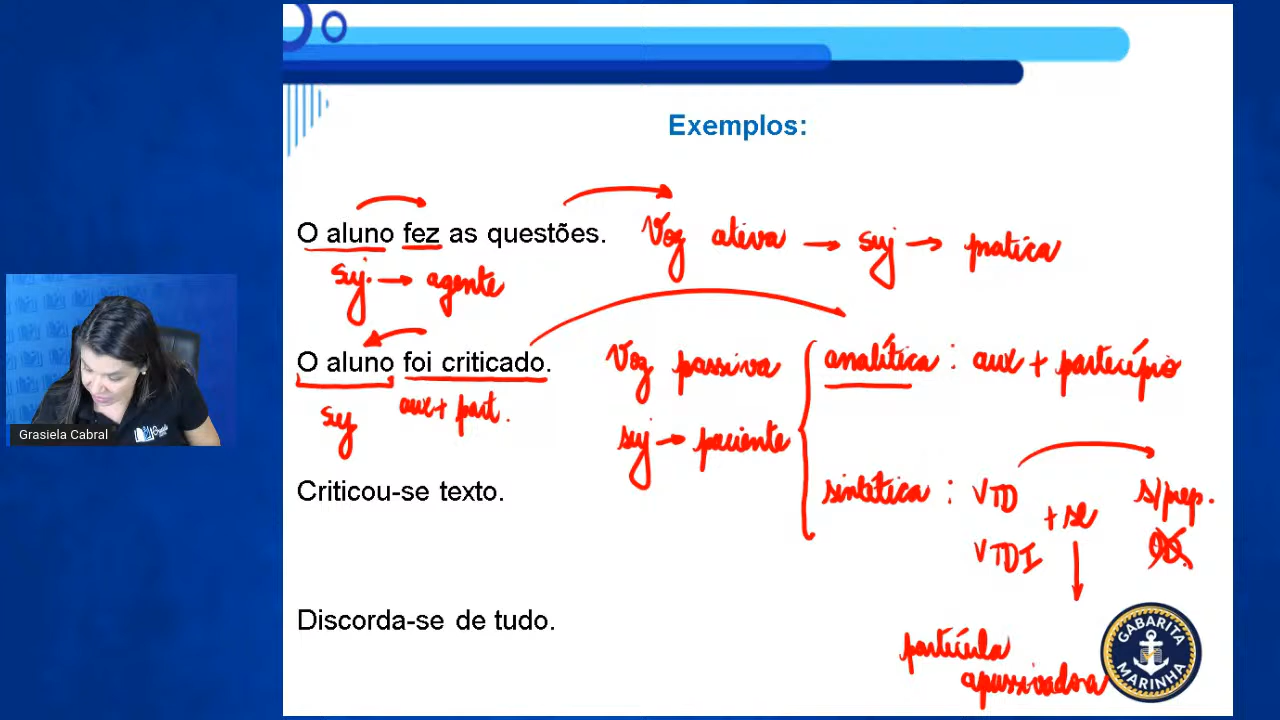 Exemplos:
O aluno fez as questões. Voz ativa → suj → pratica
suj. → agente
O aluno foi criticado. Voz passiva analítica : aux + partecípio
suj aux + part. suj → paciente
Criticou-se texto. sintética : VTD + se s/prep.
VTDI OD.
Discorda-se de tudo.
partícula
apassivadora
Grasiela Cabral
GABARITA
MARINHA